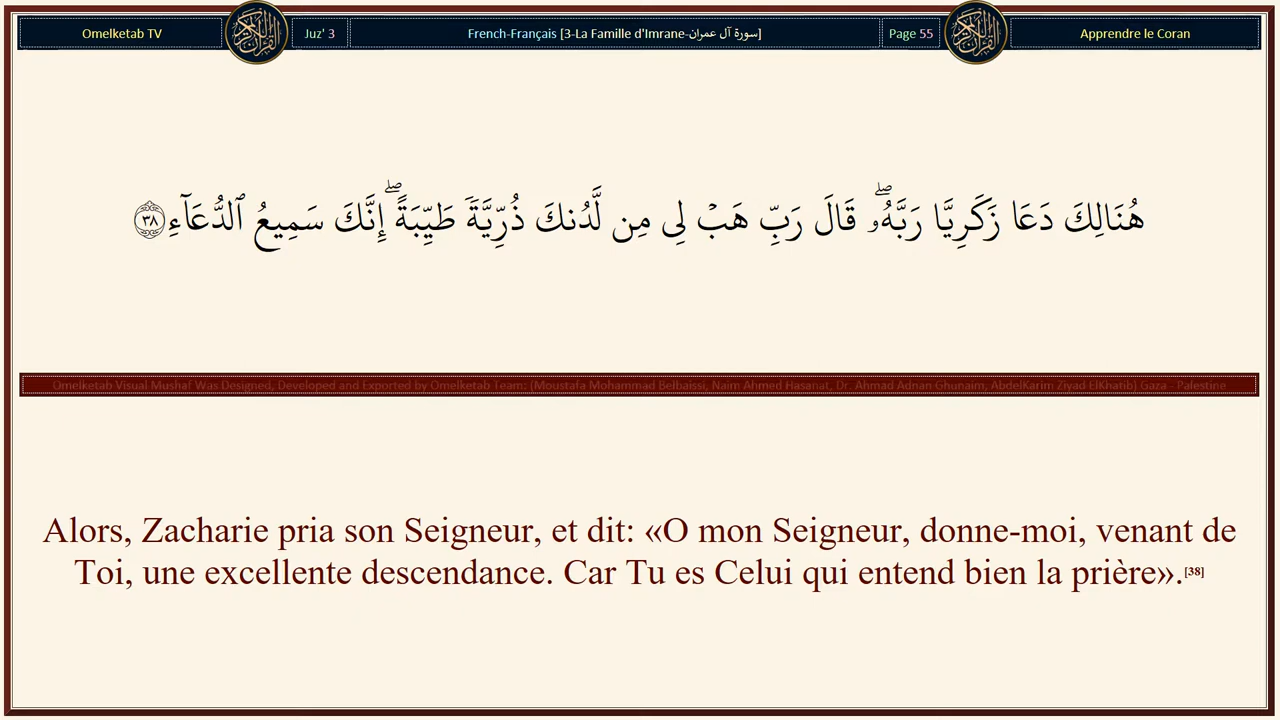 Omelketab TV
Juz' 3
French-Français [3-La Famille d'Imrane-سورة آل عمران]
Page 55
Apprendre le Coran
هُنَالِكَ دَعَا زَكَرِيَّا رَبَّهُۥۖ قَالَ رَبِّ هَبۡ لِى مِن لَّدُنكَ ذُرِّيَّةٗ طَيِّبَةًۖ إِنَّكَ سَمِيعُ ٱلدُّعَآءِ ٣٨
Omelketab Visual Mushaf Was Designed, Developed and Exported by Omelketab Team: (Moustafa Mohammad Belbaissi, Naim Ahmed Hasanat, Dr. Ahmad Adnan Ghunaim, AbdelKarim Ziyad ElKhatib) Gaza - Palestine
Alors, Zacharie pria son Seigneur, et dit: «O mon Seigneur, donne-moi, venant de
Toi, une excellente descendance. Car Tu es Celui qui entend bien la prière».[38]